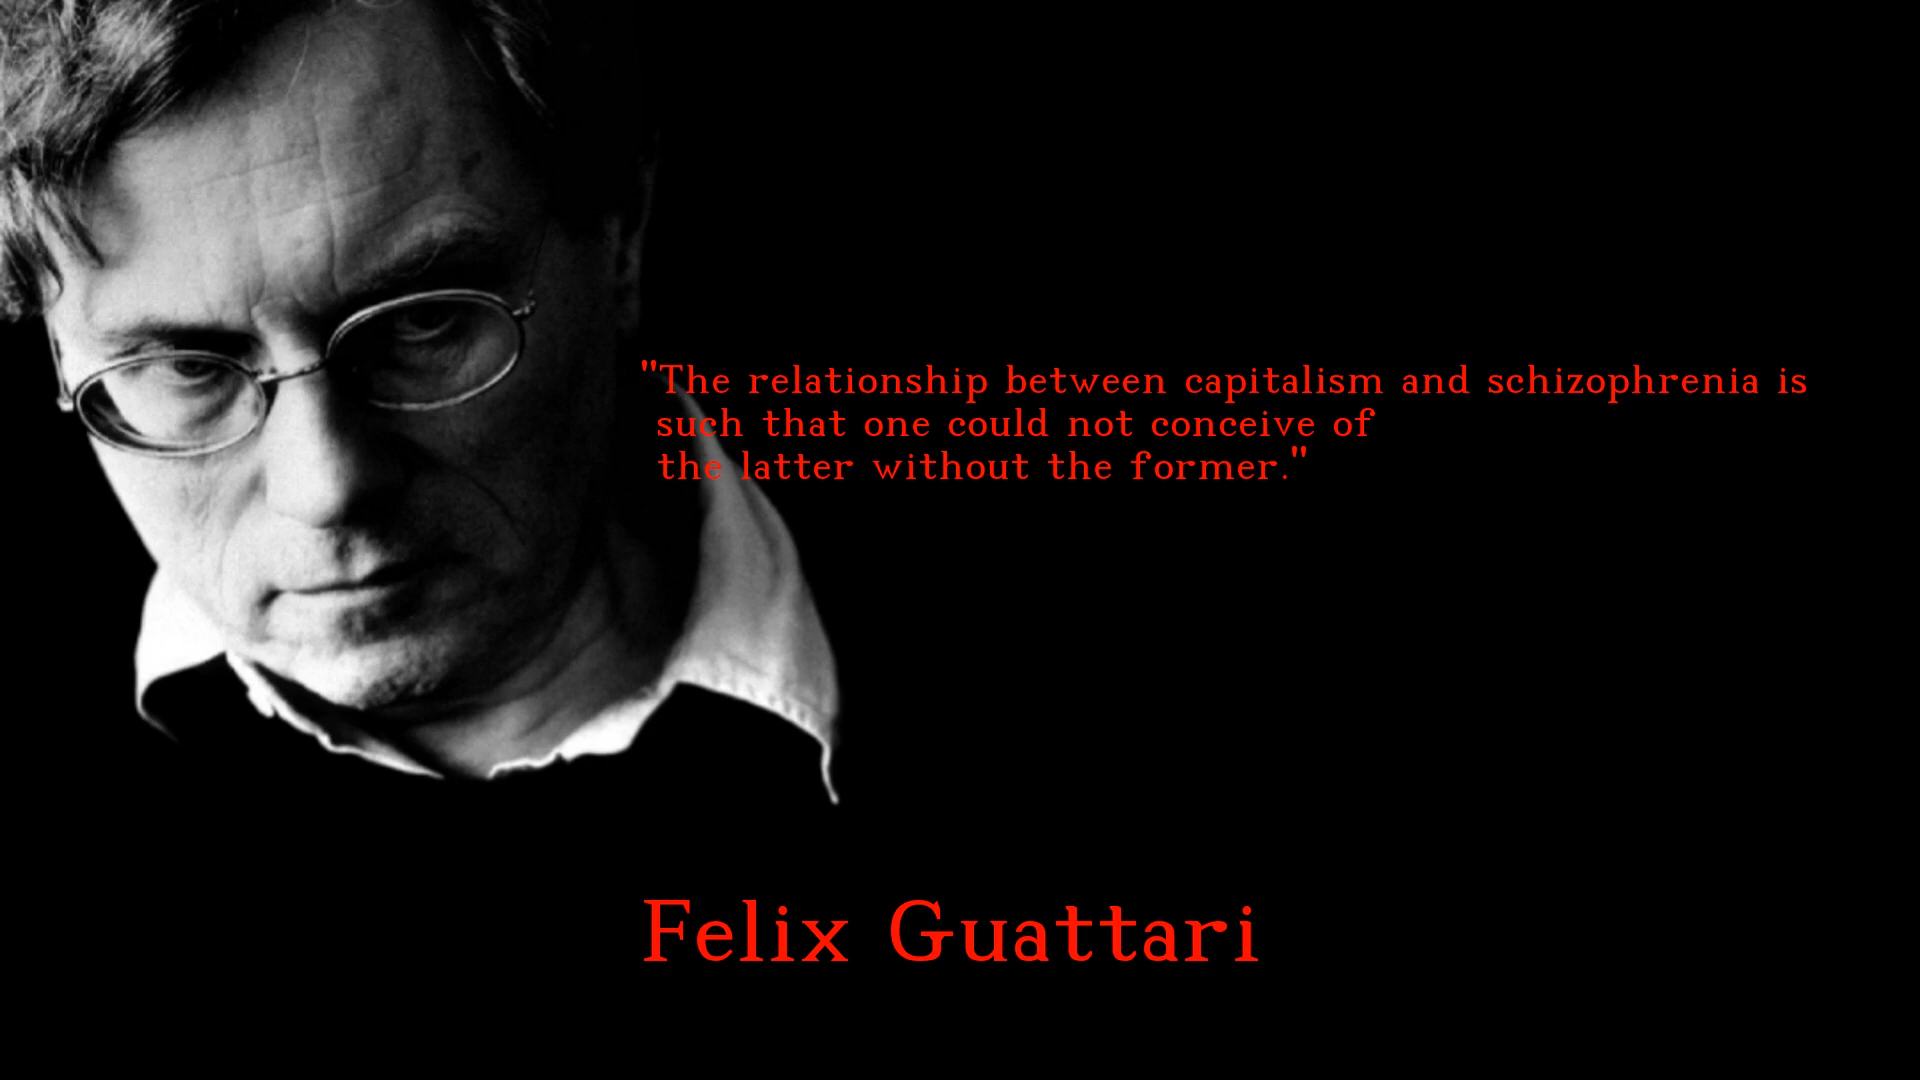 "The relationship between capitalism and schizophrenia is
such that one could not conceive of
the latter without the former."
Felix Guattari